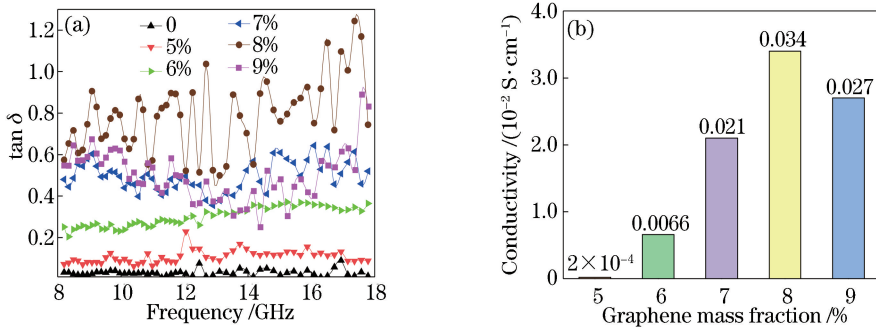 (a)
0
5%
6%
7%
8%
9%
tan δ
1.2
1.0
0.8
0.6
0.4
0.2
8 10 12 14 16 18
Frequency /GHz
(b)
Conductivity /(10⁻² S·cm⁻¹)
4.0
3.0
2.0
1.0
0
2×10⁻⁴
0.0066
0.021
0.034
0.027
5 6 7 8 9
Graphene mass fraction /%